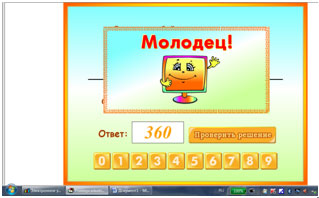 Молодец!
Ответ: 360 Проверить решение
0 1 2 3 4 5 6 7 8 9